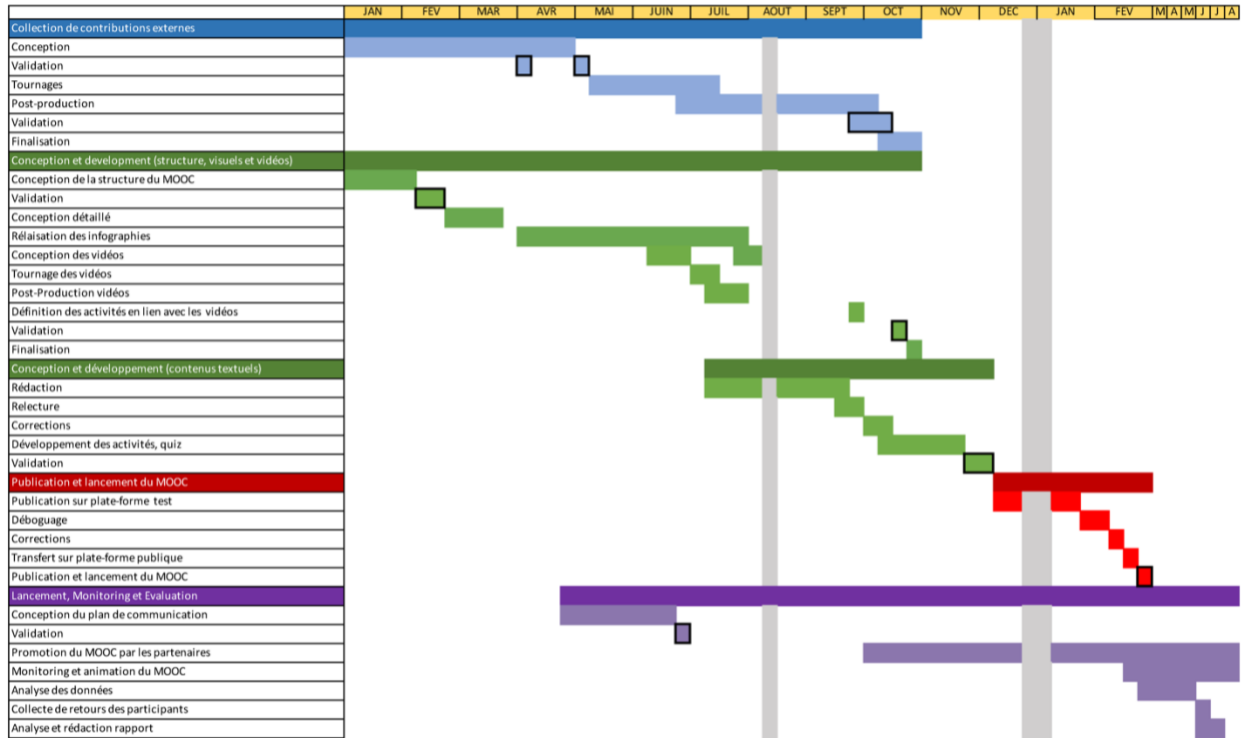 JAN FEV MAR AVR MAI JUIN JUIL AOUT SEPT OCT NOV DEC JAN FEV M A M J J A
Collection de contributions externes
Conception
Validation
Tournages
Post-production
Validation
Finalisation
Conception et development (structure, visuels et vidéos)
Conception de la structure du MOOC
Validation
Conception détaillé
Rélaisation des infographies
Conception des vidéos
Tournage des vidéos
Post-Production vidéos
Définition des activités en lien avec les vidéos
Validation
Finalisation
Conception et développement (contenus textuels)
Rédaction
Relecture
Corrections
Développement des activités, quiz
Validation
Publication et lancement du MOOC
Publication sur plate-forme test
Déboguage
Corrections
Transfert sur plate-forme publique
Publication et lancement du MOOC
Lancement, Monitoring et Evaluation
Conception du plan de communication
Validation
Promotion du MOOC par les partenaires
Monitoring et animation du MOOC
Analyse des données
Collecte de retours des participants
Analyse et rédaction rapport